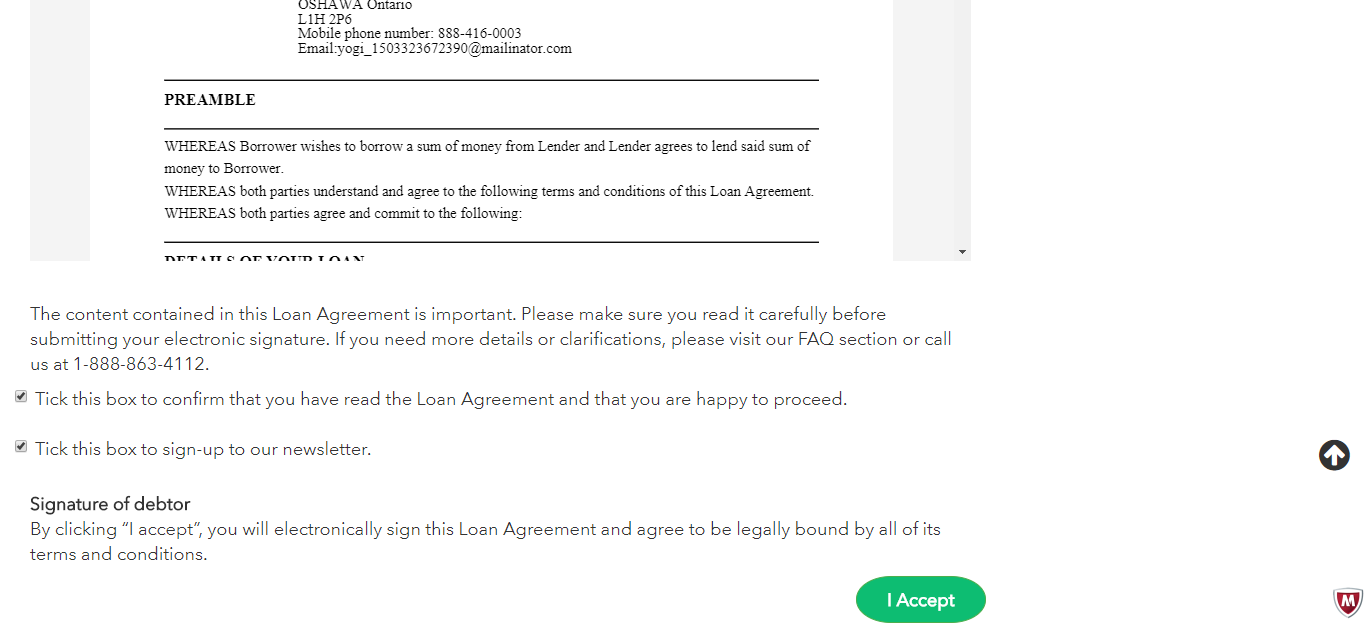 OSHAWA Ontario
L1H 2P6
Mobile phone number: 888-416-0003
Email:yogi_1503323672390@mailinator.com
PREAMBLE
WHEREAS Borrower wishes to borrow a sum of money from Lender and Lender agrees to lend said sum of
money to Borrower.
WHEREAS both parties understand and agree to the following terms and conditions of this Loan Agreement.
WHEREAS both parties agree and commit to the following:
DETAILS OF YOUR LOAN
The content contained in this Loan Agreement is important. Please make sure you read it carefully before
submitting your electronic signature. If you need more details or clarifications, please visit our FAQ section or call
us at 1-888-863-4112.
Tick this box to confirm that you have read the Loan Agreement and that you are happy to proceed.
Tick this box to sign-up to our newsletter.
Signature of debtor
By clicking “I accept”, you will electronically sign this Loan Agreement and agree to be legally bound by all of its
terms and conditions.
I Accept
M